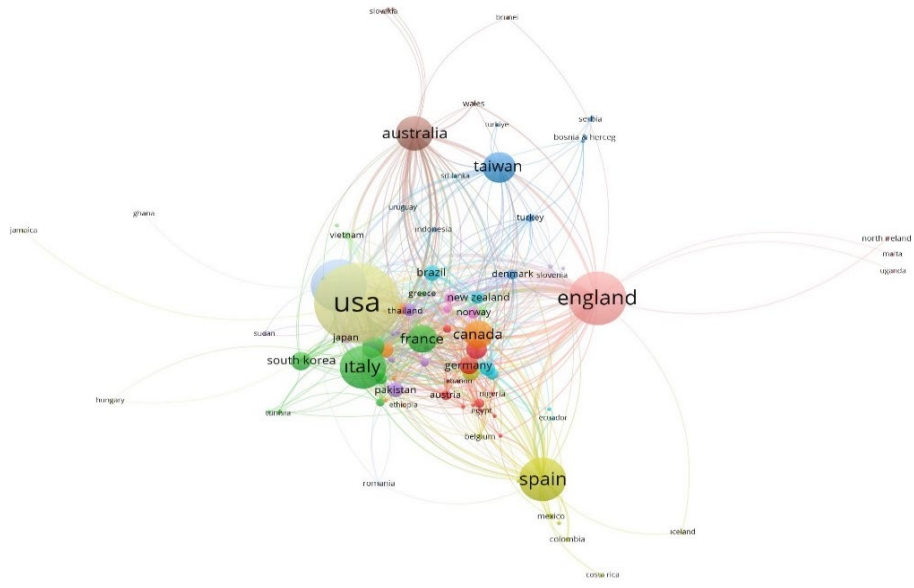 slovakia
brunei
wales
australia
turkiye
serbia
bosnia & herceg
taiwan
sri lanka
uruguay
ghana
turkey
jamaica
indonesia
vietnam
north ireland
malta
brazil
denmark
slovenia
uganda
greece
new zealand
england
usa
thailand
norway
sudan
japan
france
canada
south korea
italy
germany
lebanon
pakistan
austria
nigeria
hungary
ethiopia
egypt
tunisia
ecuador
belgium
spain
romania
mexico
iceland
colombia
costa rica